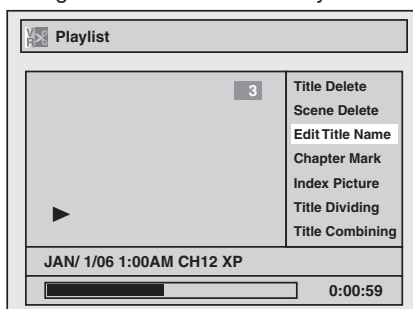 VR Playlist
3
Title Delete
Scene Delete
Edit Title Name
Chapter Mark
Index Picture
Title Dividing
Title Combining
JAN/ 1/06 1:00AM CH12 XP
0:00:59